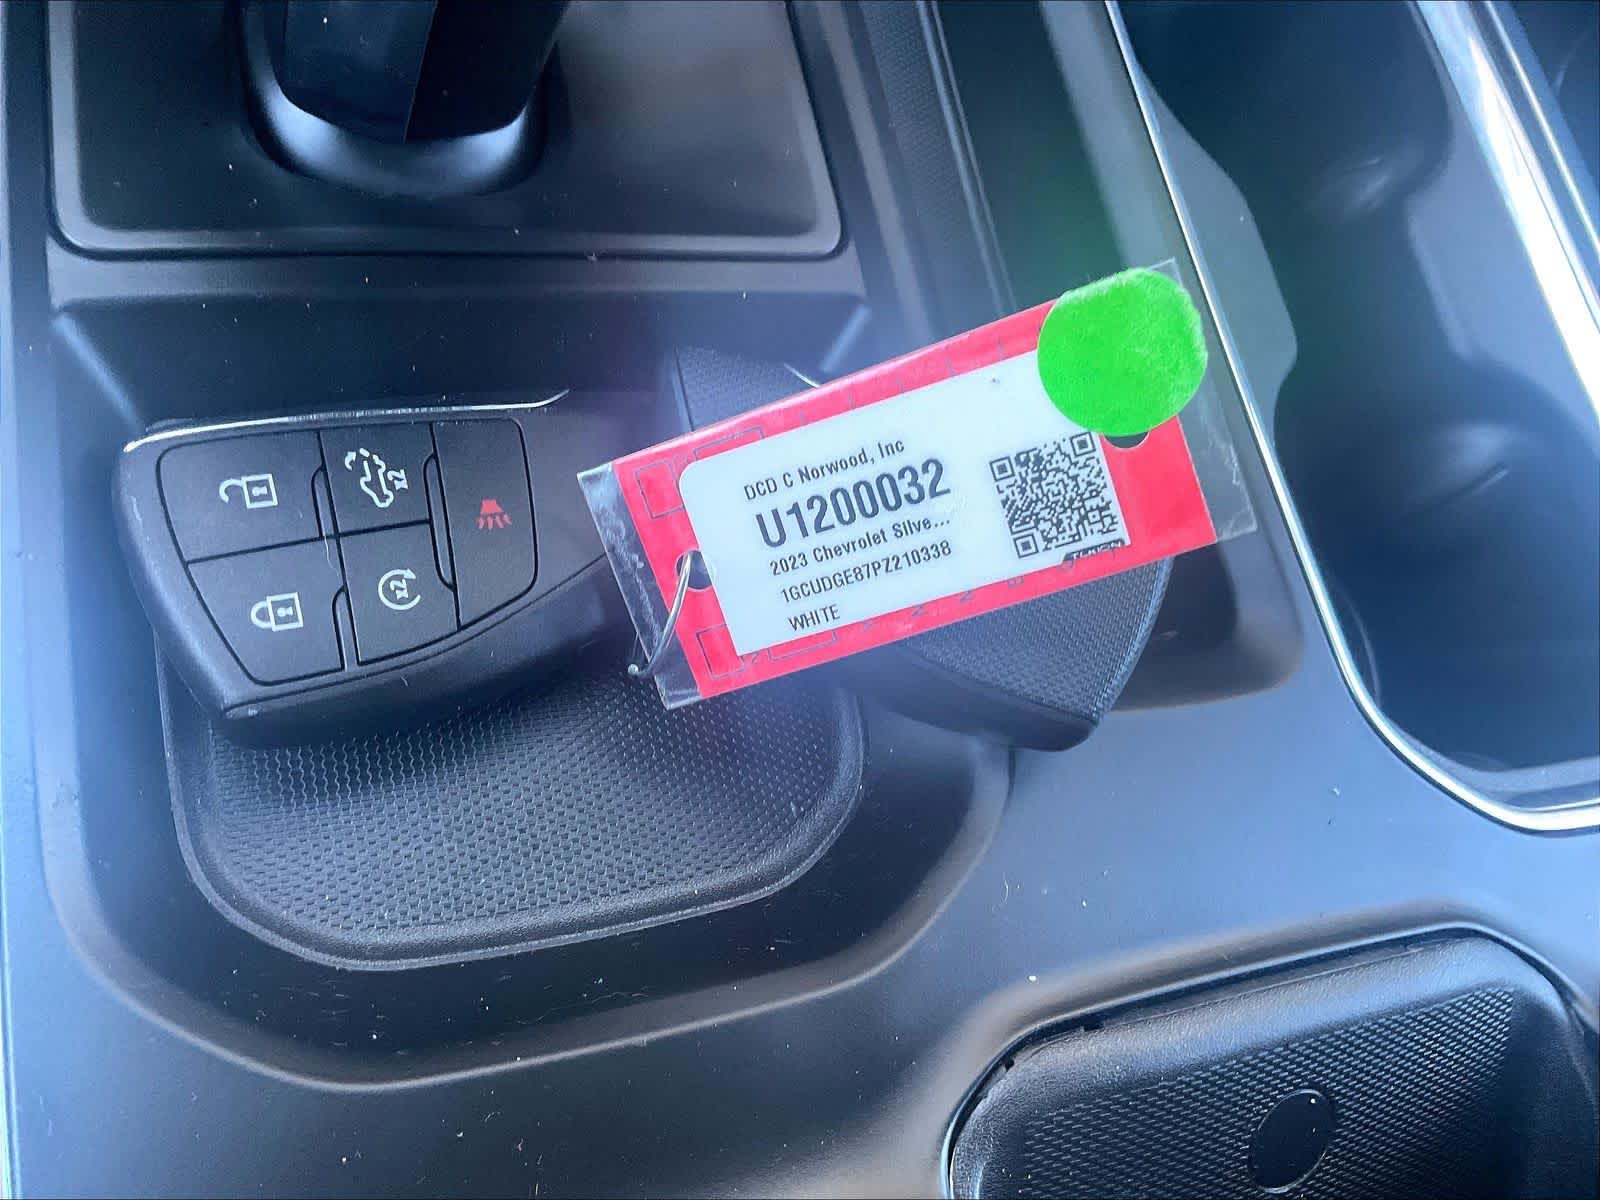 DCD C Norwood, Inc
U1200032
2023 Chevrolet Silve...
1GCUDGE87PZ210338
WHITE